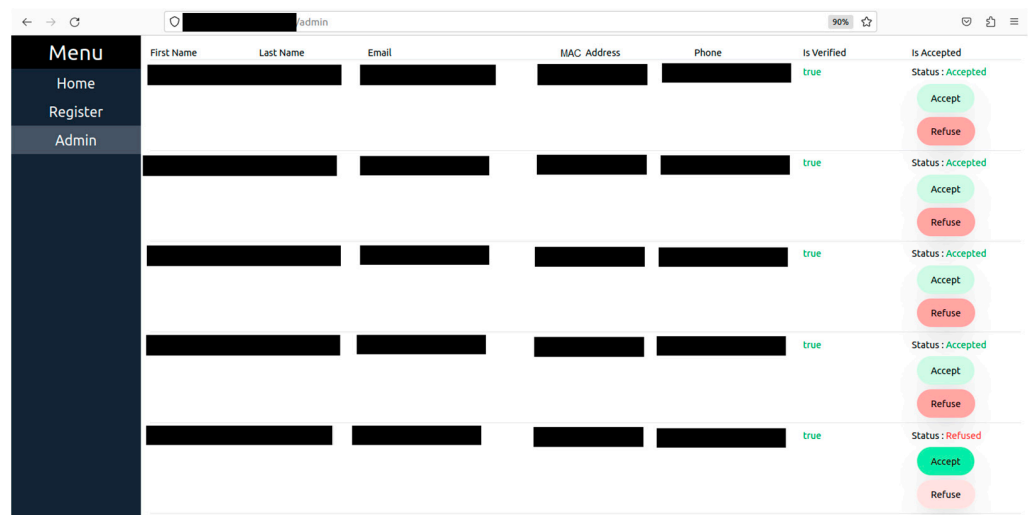 /admin
90%
Menu
Home
Register
Admin
First Name Last Name Email MAC Address Phone Is Verified Is Accepted
true Status : Accepted
Accept
Refuse
true Status : Accepted
Accept
Refuse
true Status : Accepted
Accept
Refuse
true Status : Accepted
Accept
Refuse
true Status : Refused
Accept
Refuse